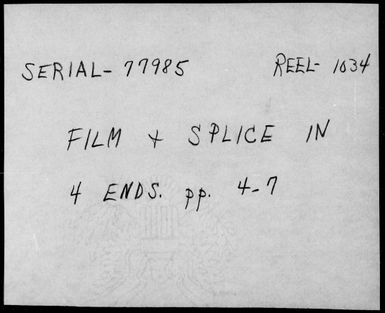 SERIAL- 77985 REEL- 1034
FILM + SPLICE IN
4 ENDS. pp. 4-7